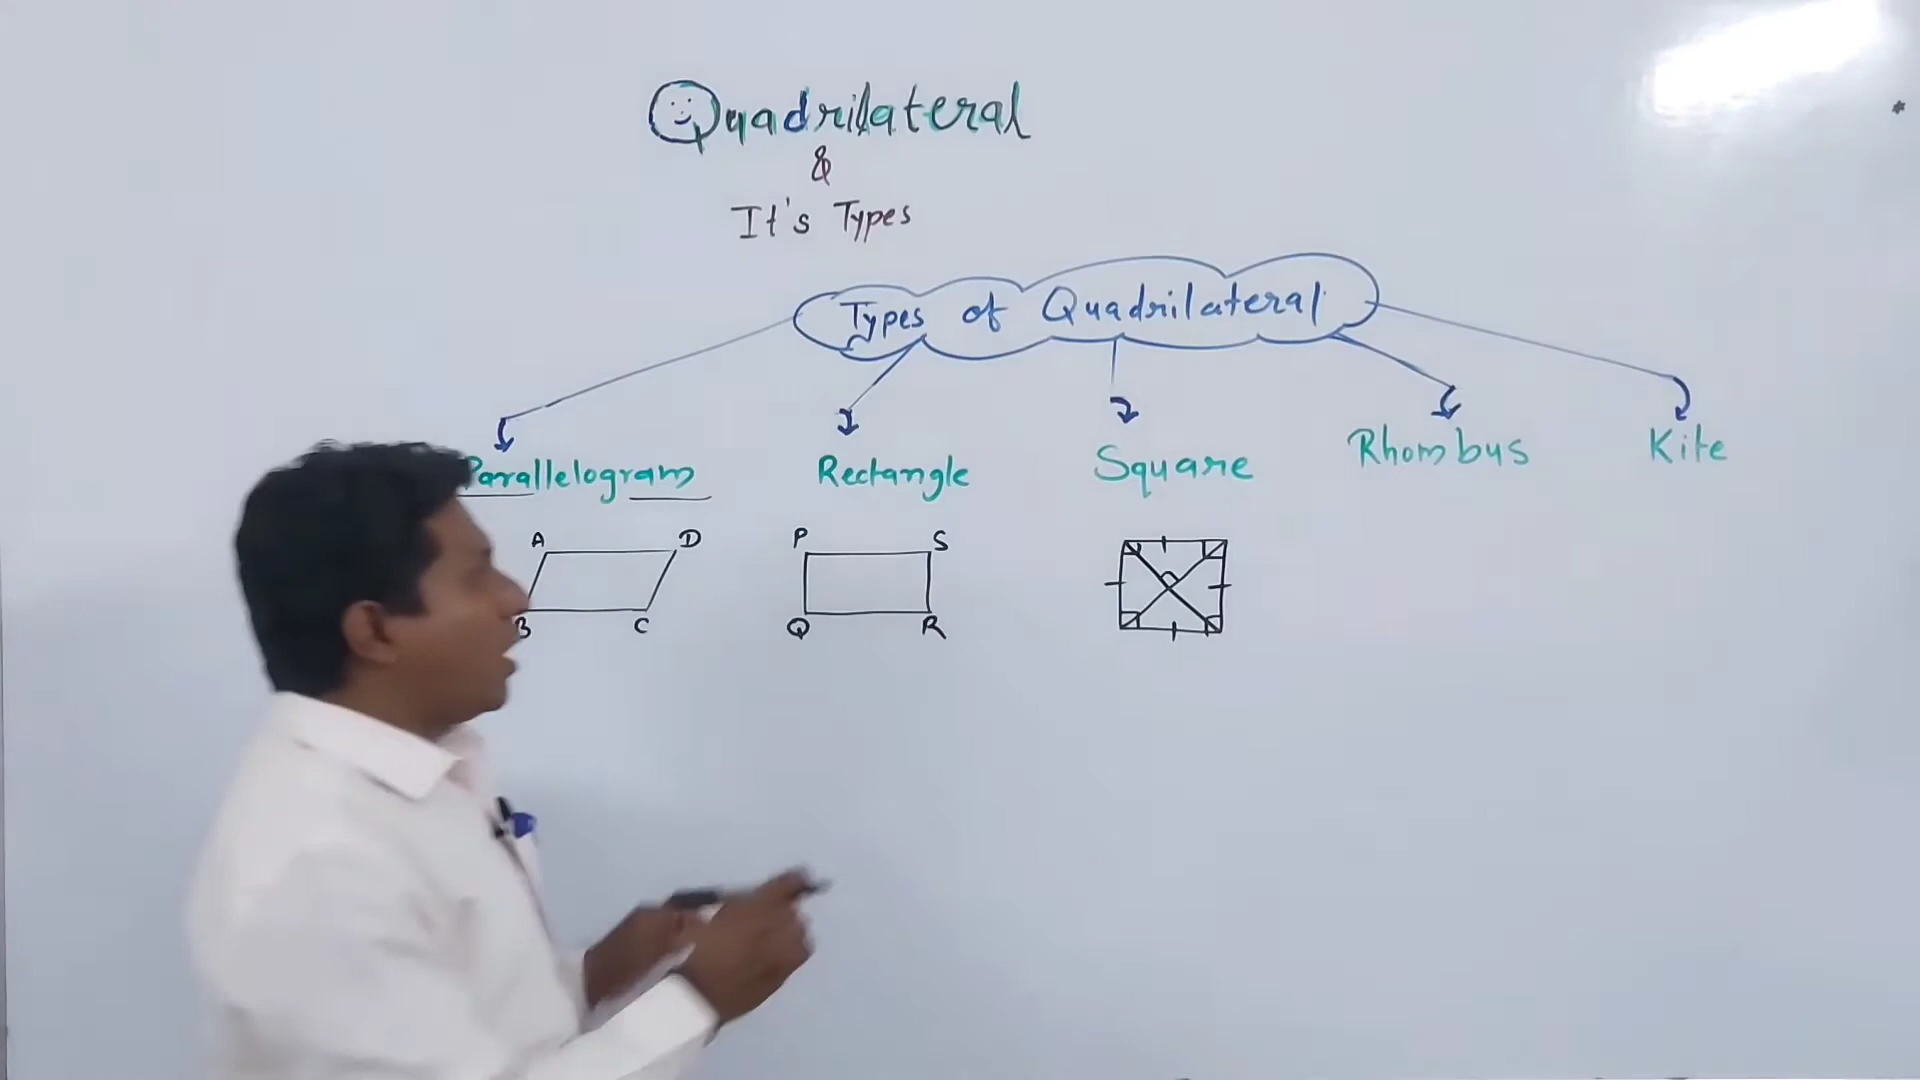 Quadrilateral
&
It's Types
Types of Quadrilateral
Parallelogram Rectangle Square Rhombus Kite
A D P S
B C Q R